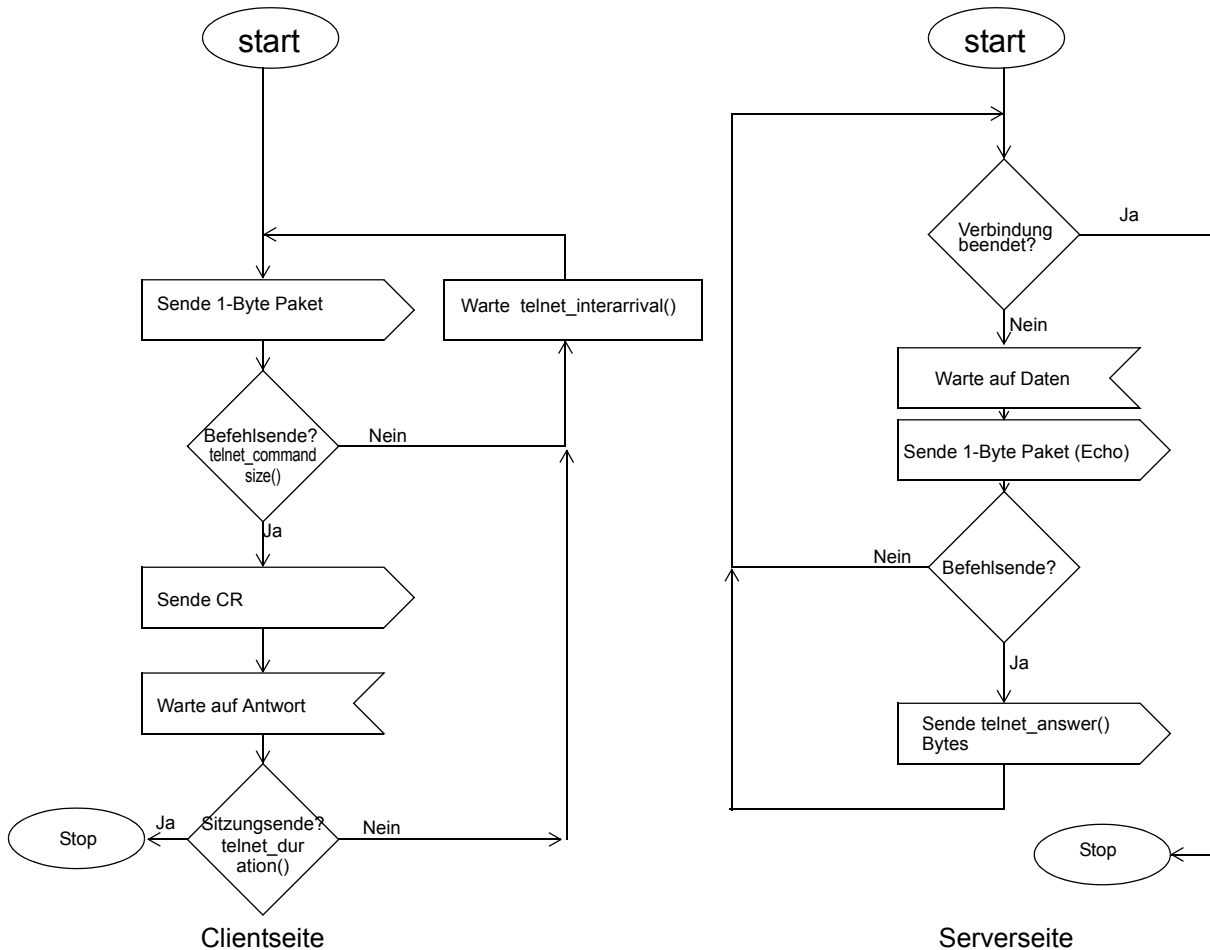 start
Sende 1-Byte Paket
Warte telnet_interarrival()
Befehlsende?
telnet_command
size()
Nein
Ja
Sende CR
Warte auf Antwort
Sitzungsende?
telnet_dur
ation()
Ja
Nein
Stop
Clientseite
start
Verbindung
beendet?
Ja
Nein
Warte auf Daten
Sende 1-Byte Paket (Echo)
Befehlsende?
Nein
Ja
Sende telnet_answer()
Bytes
Stop
Serverseite